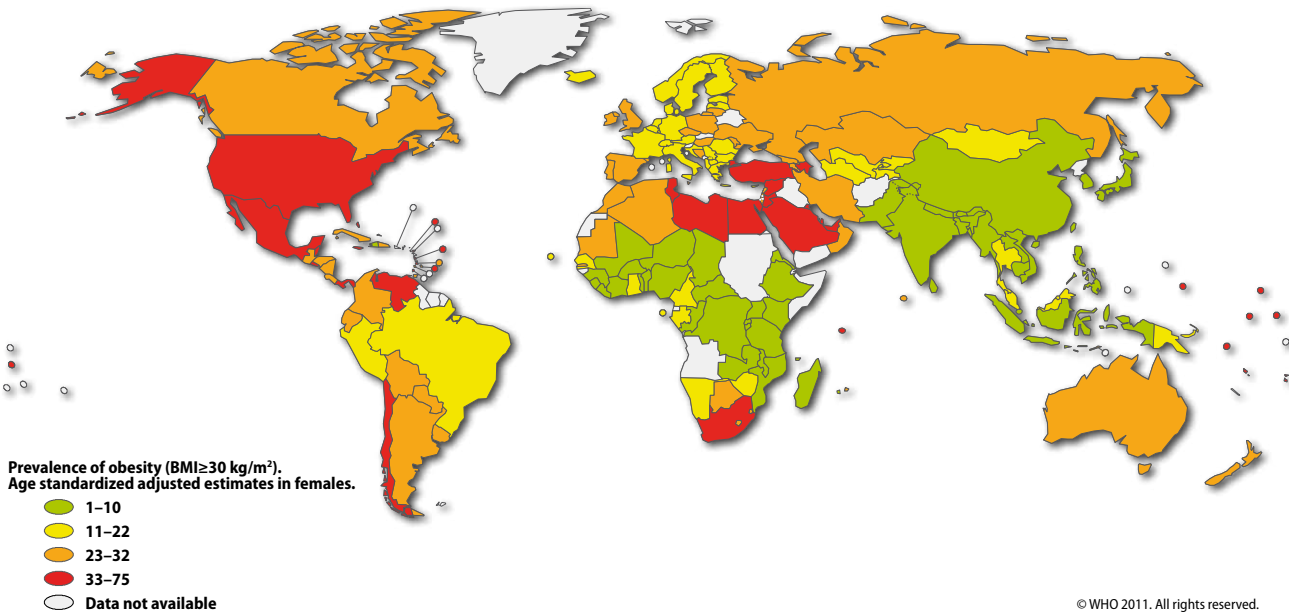 Prevalence of obesity (BMI≥30 kg/m²).
Age standardized adjusted estimates in females.
1–10
11–22
23–32
33–75
Data not available
© WHO 2011. All rights reserved.